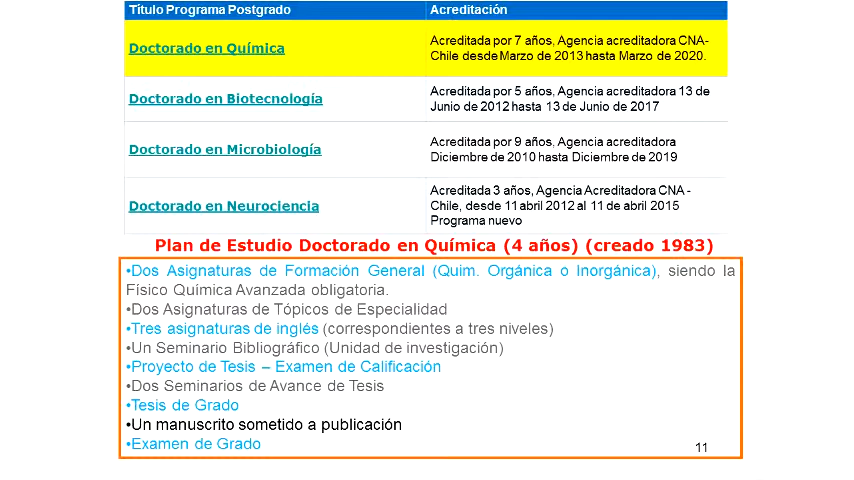 Título Programa Postgrado Acreditación
Doctorado en Química
Acreditada por 7 años, Agencia acreditadora CNA-
Chile desde Marzo de 2013 hasta Marzo de 2020.
Doctorado en Biotecnología
Acreditada por 5 años, Agencia acreditadora 13 de
Junio de 2012 hasta 13 de Junio de 2017
Doctorado en Microbiología
Acreditada por 9 años, Agencia acreditadora
Diciembre de 2010 hasta Diciembre de 2019
Doctorado en Neurociencia
Acreditada 3 años, Agencia Acreditadora CNA -
Chile, desde 11 abril 2012 al 11 de abril 2015
Programa nuevo
Plan de Estudio Doctorado en Química (4 años) (creado 1983)
•Dos Asignaturas de Formación General (Quim. Orgánica o Inorgánica), siendo la
Físico Química Avanzada obligatoria.
•Dos Asignaturas de Tópicos de Especialidad
•Tres asignaturas de inglés (correspondientes a tres niveles)
•Un Seminario Bibliográfico (Unidad de investigación)
•Proyecto de Tesis – Examen de Calificación
•Dos Seminarios de Avance de Tesis
•Tesis de Grado
•Un manuscrito sometido a publicación
•Examen de Grado
11